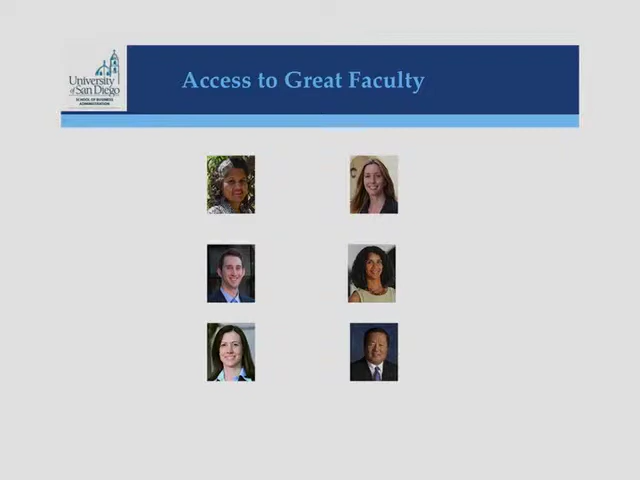 University
of San Diego
SCHOOL OF BUSINESS
ADMINISTRATION
Access to Great Faculty